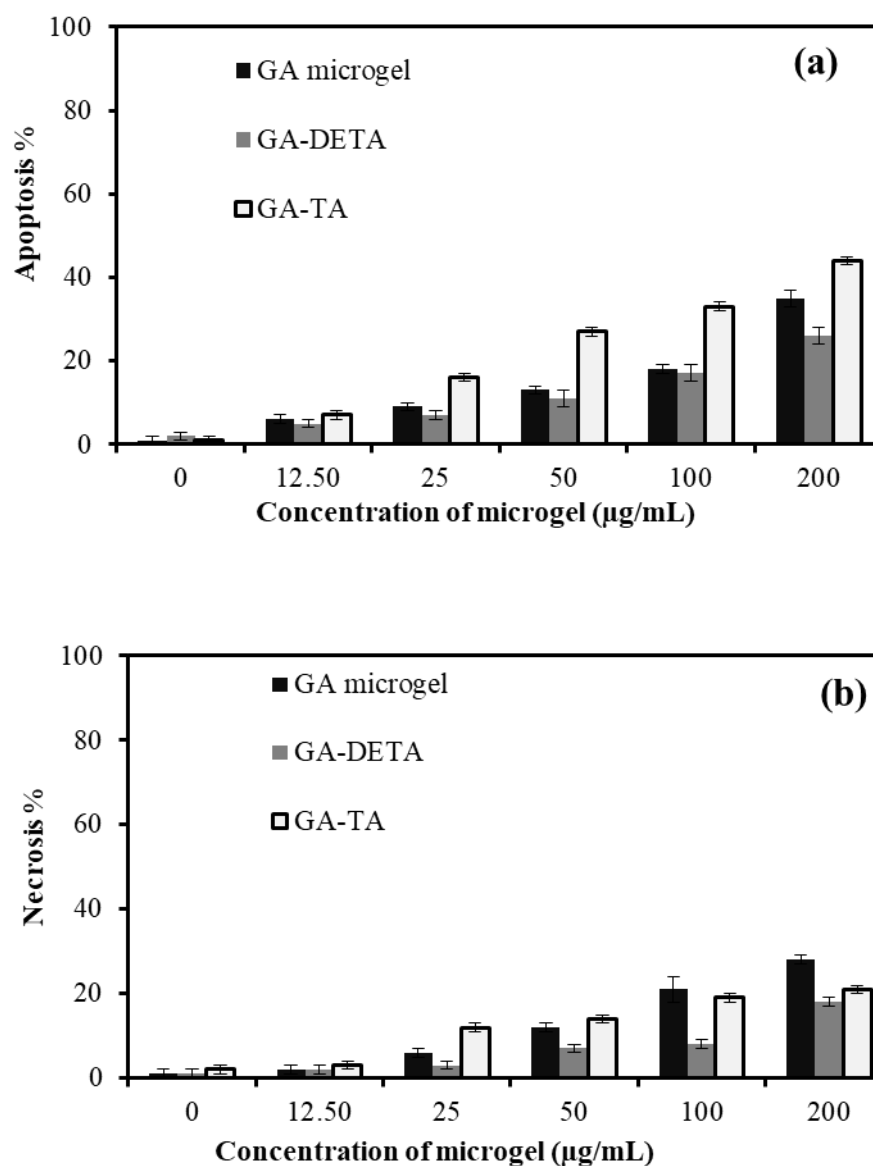 100
80
60
40
20
0
Apoptosis %
(a)
GA microgel
GA-DETA
GA-TA
0 12.50 25 50 100 200
Concentration of microgel (µg/mL)
100
80
60
40
20
0
Necrosis %
(b)
GA microgel
GA-DETA
GA-TA
0 12.50 25 50 100 200
Concentration of microgel (µg/mL)